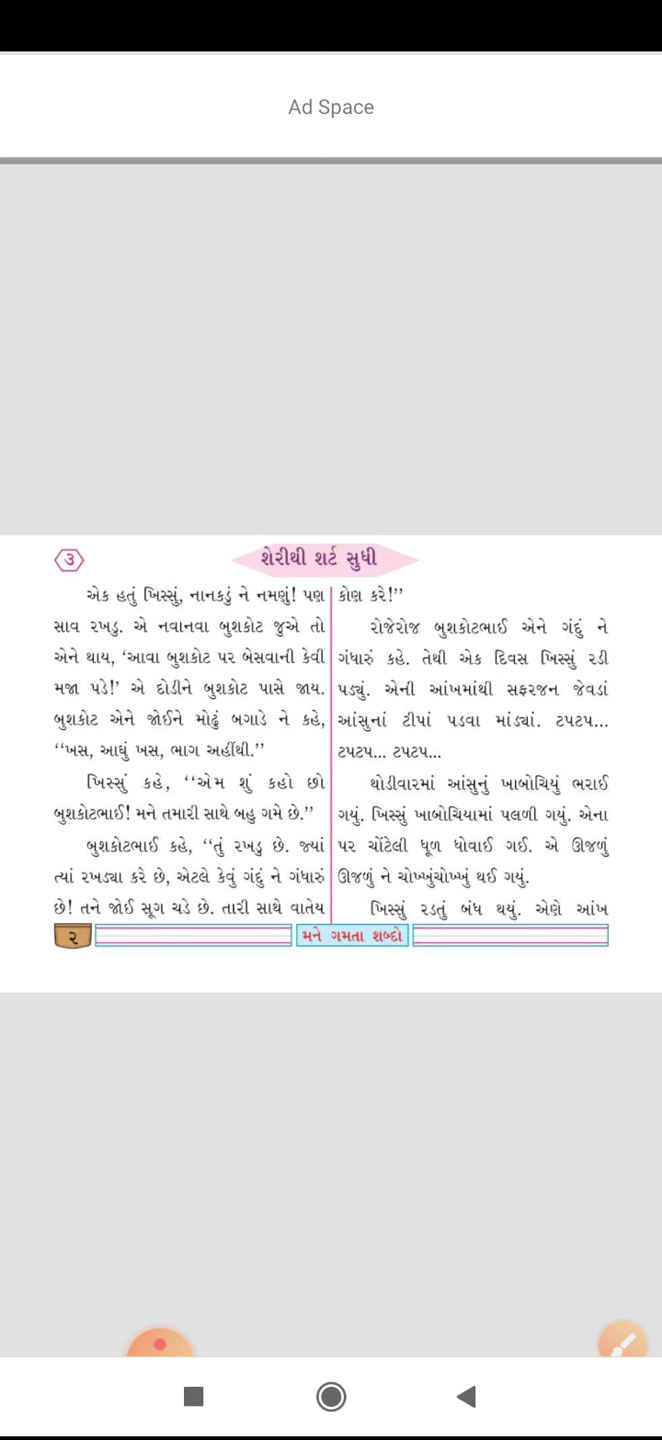 Ad Space
૩
શેરીથી શર્ટ સુધી
એક હતું ખિસ્સું, નાનકડું ને નમણું! પણ
સાવ રખડુ. એ નવાનવા બુશકોટ જુએ તો
એને થાય, ‘આવા બુશકોટ પર બેસવાની કેવી
મજા પડે!’ એ દોડીને બુશકોટ પાસે જાય.
બુશકોટ એને જોઈને મોઢું બગાડે ને કહે,
‘‘ખસ, આઘું ખસ, ભાગ અહીંથી.’’
ખિસ્સું કહે, ‘‘એમ શું કહો છો
બુશકોટભાઈ! મને તમારી સાથે બહુ ગમે છે.’’
બુશકોટભાઈ કહે, ‘‘તું રખડુ છે. જ્યાં
ત્યાં રખડ્યા કરે છે, એટલે કેવું ગંદું ને ગંધારું
છે! તને જોઈ સૂગ ચડે છે. તારી સાથે વાતેય
કોણ કરે!’’
રોજેરોજ બુશકોટભાઈ એને ગંદું ને
ગંધારું કહે. તેથી એક દિવસ ખિસ્સું રડી
પડ્યું. એની આંખમાંથી સફરજન જેવડાં
આંસુનાં ટીપાં પડવા માંડ્યાં. ટપટપ...
ટપટપ... ટપટપ...
થોડીવારમાં આંસુનું ખાબોચિયું ભરાઈ
ગયું. ખિસ્સું ખાબોચિયામાં પલળી ગયું. એના
પર ચોંટેલી ધૂળ ધોવાઈ ગઈ. એ ઊજળું
ઊજળું ને ચોખ્ખુંચોખ્ખું થઈ ગયું.
ખિસ્સું રડતું બંધ થયું. એણે આંખ
૨
મને ગમતા શબ્દો